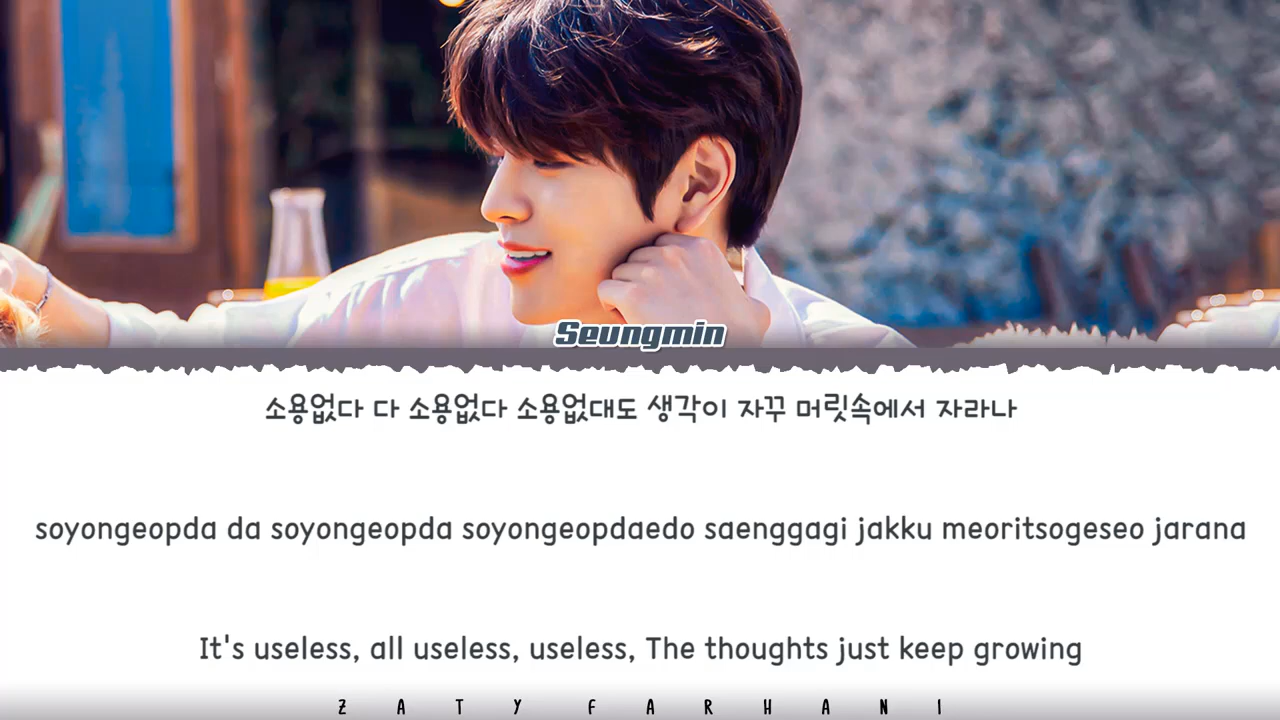 Seungmin
소용없다 다 소용없다 소용없대도 생각이 자꾸 머릿속에서 자라나
soyongeopda da soyongeopda soyongeopdaedo saenggagi jakku meoritsogeseo jarana
It's useless, all useless, useless, The thoughts just keep growing
ZATY FARHANI